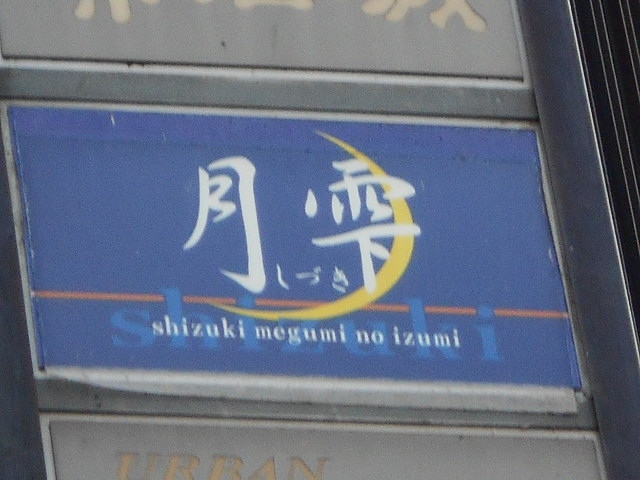 月雫
しづき
shizuki
shizuki megumi no izumi
URBAN